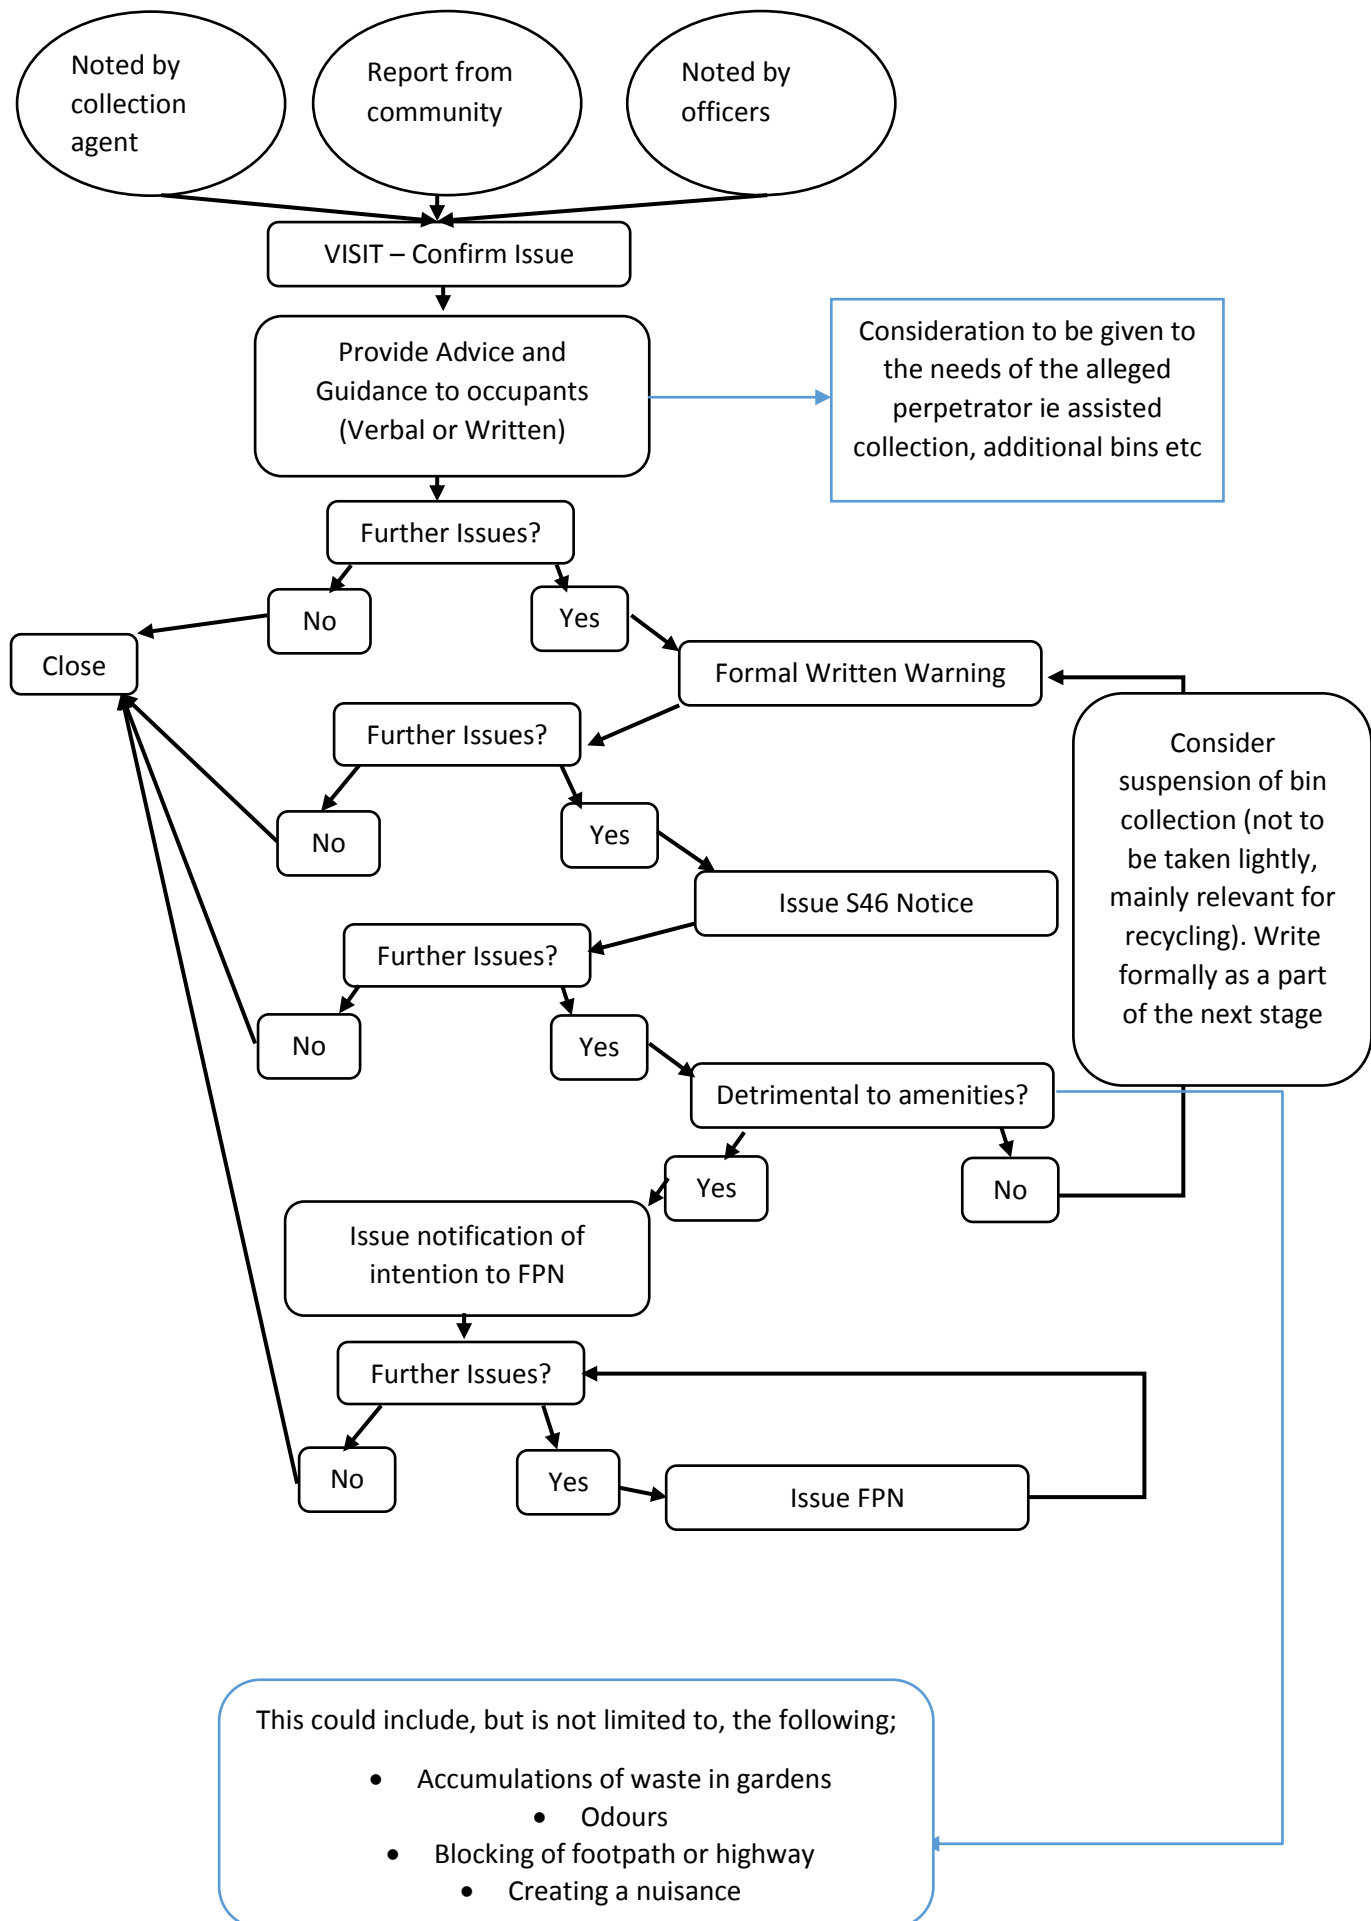 Noted by
collection
agent
Report from
community
Noted by
officers
VISIT – Confirm Issue
Provide Advice and
Guidance to occupants
(Verbal or Written)
Consideration to be given to
the needs of the alleged
perpetrator ie assisted
collection, additional bins etc
Further Issues?
No
Yes
Close
Formal Written Warning
Further Issues?
No
Yes
Consider
suspension of bin
collection (not to
be taken lightly,
mainly relevant for
recycling). Write
formally as a part
of the next stage
Issue S46 Notice
Further Issues?
No
Yes
Detrimental to amenities?
Yes
No
Issue notification of
intention to FPN
Further Issues?
No
Yes
Issue FPN
This could include, but is not limited to, the following;
• Accumulations of waste in gardens
• Odours
• Blocking of footpath or highway
• Creating a nuisance